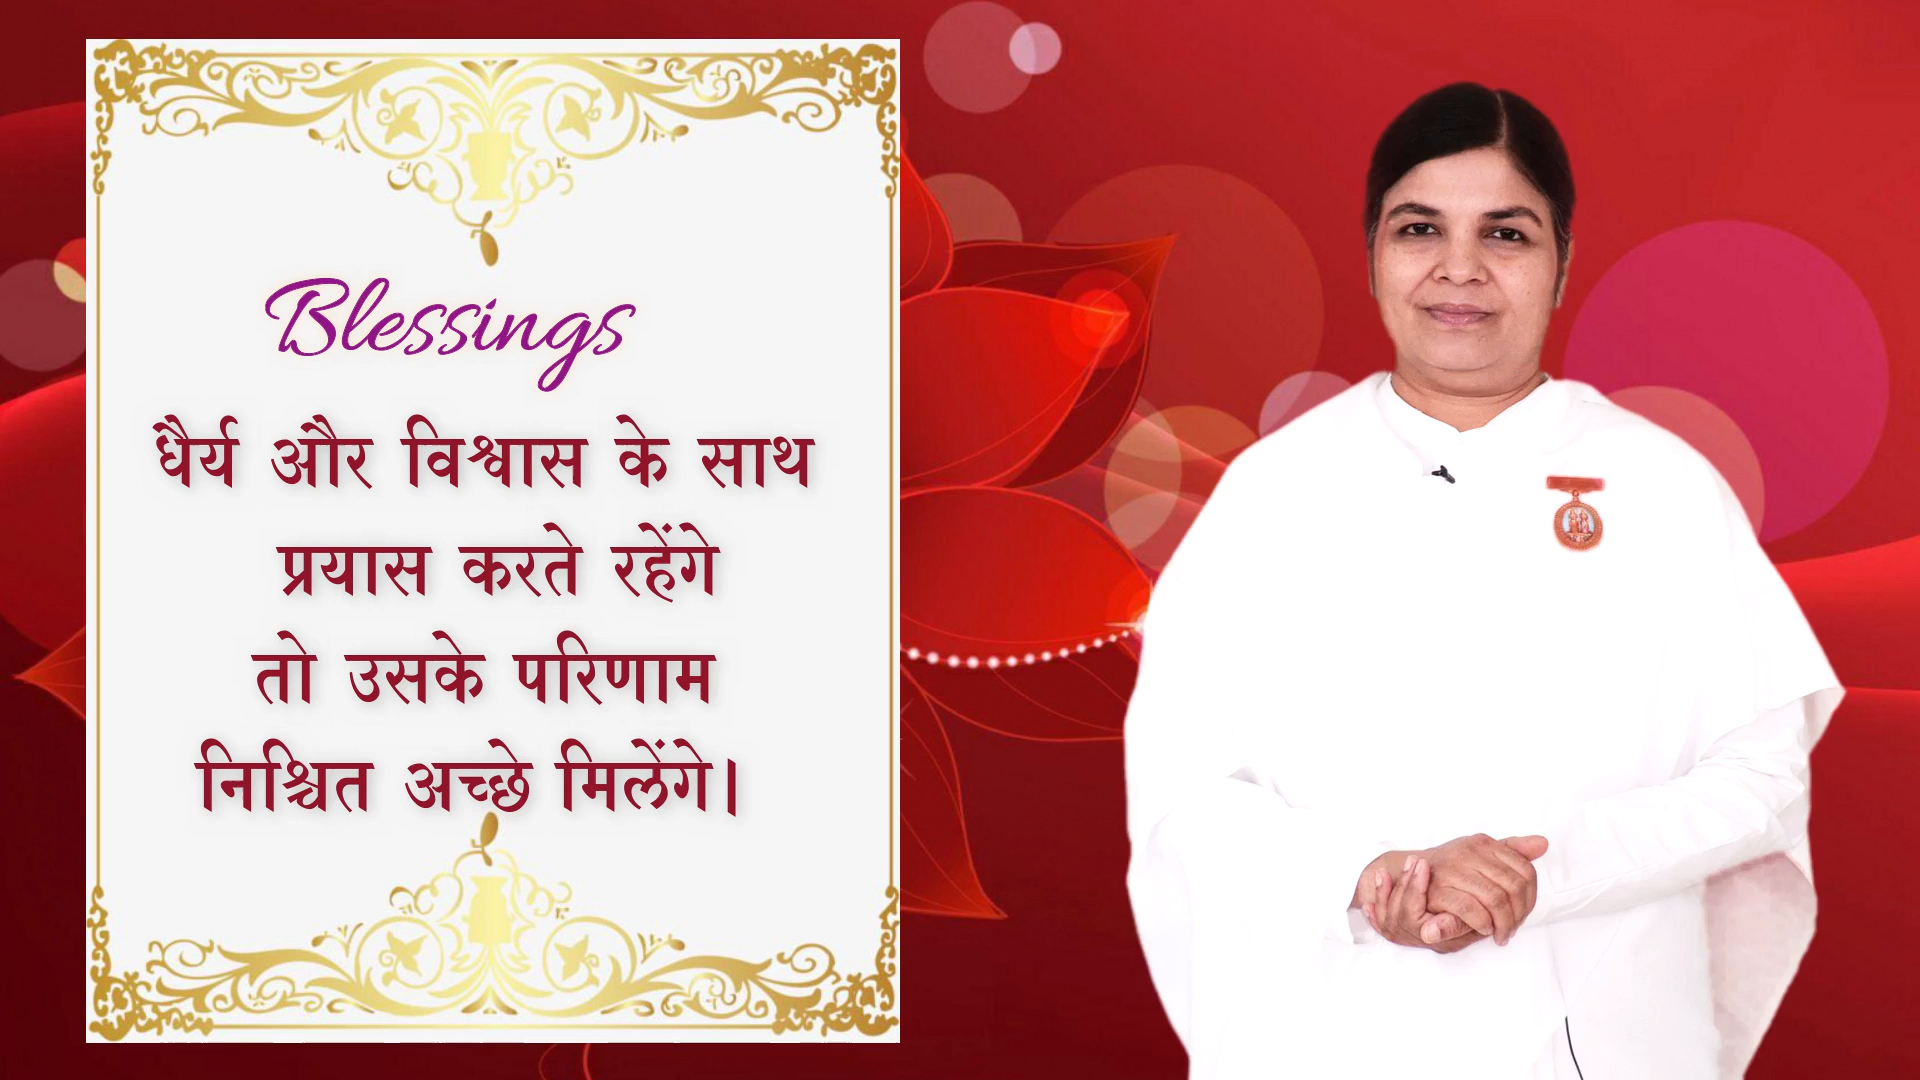 Blessings
धैर्य और विश्वास के साथ
प्रयास करते रहेंगे
तो उसके परिणाम
निश्चित अच्छे मिलेंगे।